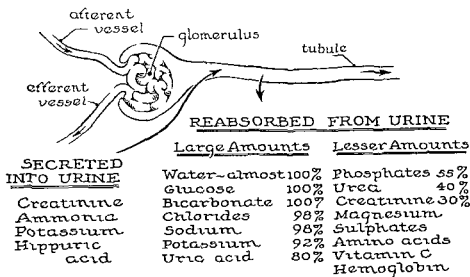 afferent
vessel
glomerulus
tubule
efferent
vessel
REABSORBED FROM URINE
SECRETED
INTO URINE
Creatinine
Ammonia
Potassium
Hippuric
acid
Large Amounts
Water-almost 100%
Glucose 100%
Bicarbonate 100%
Chlorides 98%
Sodium 98%
Potassium 92%
Uric acid 80%
Lesser Amounts
Phosphates 55%
Urea 40%
Creatinine 30%
Magnesium
Sulphates
Amino acids
Vitamin C
Hemoglobin